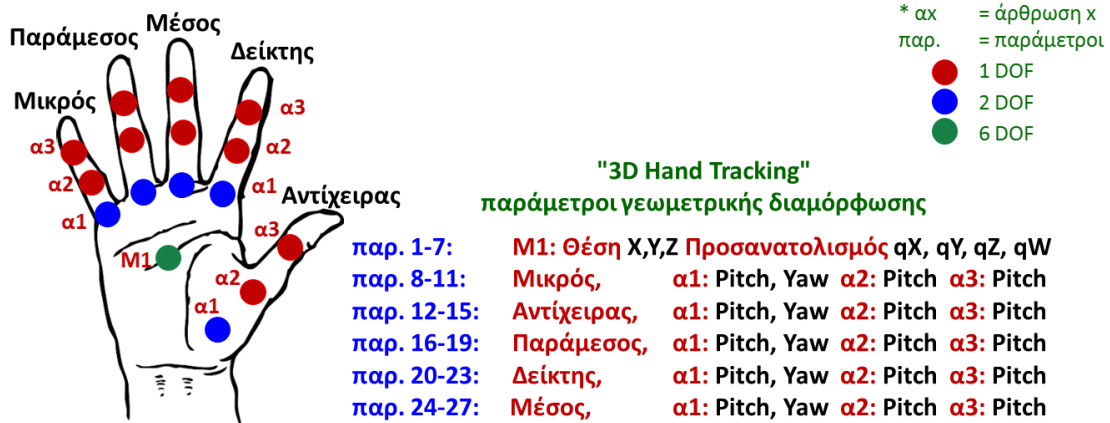 Μέσος
Παράμεσος
Δείκτης
Μικρός
α3
α2
α1
α3
α2
α1
Αντίχειρας
α3
α2
α1
M1
* αx = άρθρωση x
παρ. = παράμετροι
1 DOF
2 DOF
6 DOF
"3D Hand Tracking"
παράμετροι γεωμετρικής διαμόρφωσης
παρ. 1-7: M1: Θέση X,Y,Z Προσανατολισμός qX, qY, qZ, qW
παρ. 8-11: Μικρός, α1: Pitch, Yaw α2: Pitch α3: Pitch
παρ. 12-15: Αντίχειρας, α1: Pitch, Yaw α2: Pitch α3: Pitch
παρ. 16-19: Παράμεσος, α1: Pitch, Yaw α2: Pitch α3: Pitch
παρ. 20-23: Δείκτης, α1: Pitch, Yaw α2: Pitch α3: Pitch
παρ. 24-27: Μέσος, α1: Pitch, Yaw α2: Pitch α3: Pitch